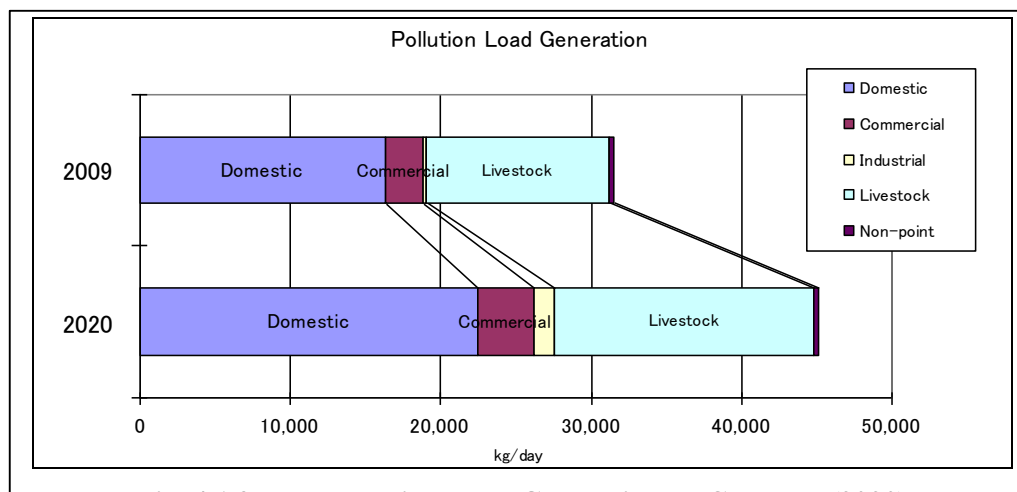 Pollution Load Generation
Domestic
Commercial
Industrial
Livestock
Non-point
2009
Domestic
Commercial
Livestock
2020
Domestic
Commercial
Livestock
0
10,000
20,000
30,000
40,000
50,000
kg/day